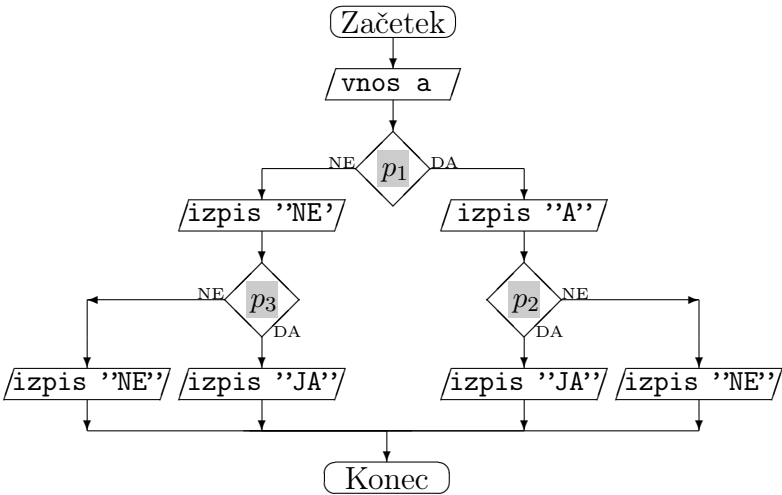 Začetek
vnos a
NE p1 DA
izpis ’’NE’ izpis ’’A’’
NE p3 p2 NE
DA DA
izpis ’’NE’’ izpis ’’JA’’ izpis ’’JA’’ izpis ’’NE’’
Konec